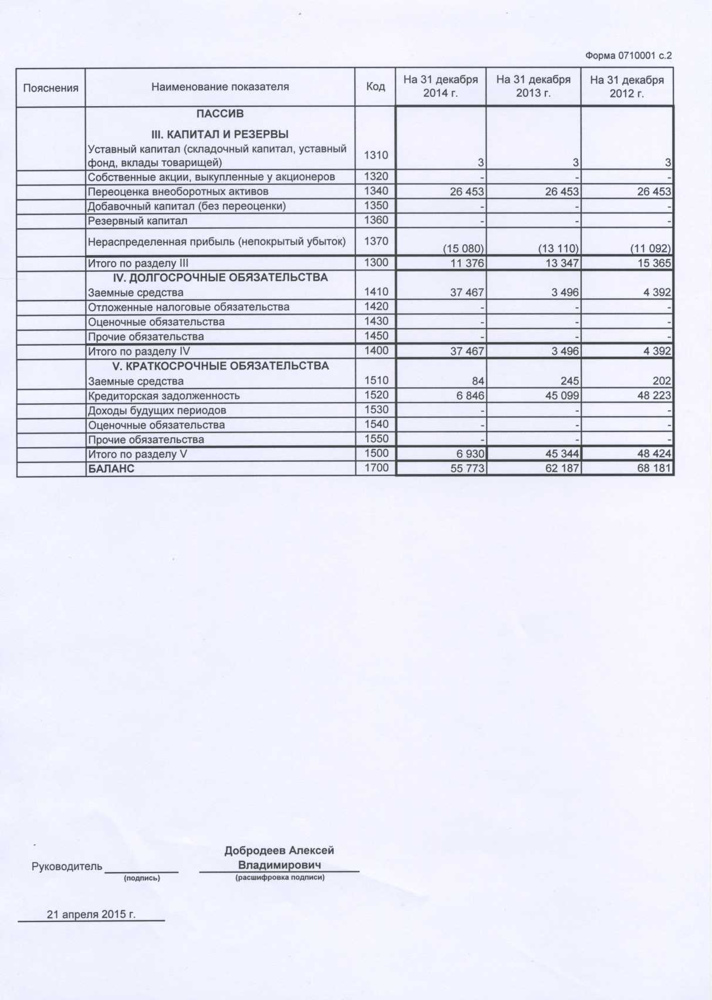 Форма 0710001 с.2
Пояснения Наименование показателя Код На 31 декабря 2014 г. На 31 декабря 2013 г. На 31 декабря 2012 г.
ПАССИВ
III. КАПИТАЛ И РЕЗЕРВЫ
Уставный капитал (складочный капитал, уставный
фонд, вклады товарищей) 1310 3 3 3
Собственные акции, выкупленные у акционеров 1320 - - -
Переоценка внеоборотных активов 1340 26 453 26 453 26 453
Добавочный капитал (без переоценки) 1350 - - -
Резервный капитал 1360 - - -
Нераспределенная прибыль (непокрытый убыток) 1370 (15 080) (13 110) (11 092)
Итого по разделу III 1300 11 376 13 347 15 365
IV. ДОЛГОСРОЧНЫЕ ОБЯЗАТЕЛЬСТВА
Заемные средства 1410 37 467 3 496 4 392
Отложенные налоговые обязательства 1420 - - -
Оценочные обязательства 1430 - - -
Прочие обязательства 1450 - - -
Итого по разделу IV 1400 37 467 3 496 4 392
V. КРАТКОСРОЧНЫЕ ОБЯЗАТЕЛЬСТВА
Заемные средства 1510 84 245 202
Кредиторская задолженность 1520 6 846 45 099 48 223
Доходы будущих периодов 1530 - - -
Оценочные обязательства 1540 - - -
Прочие обязательства 1550 - - -
Итого по разделу V 1500 6 930 45 344 48 424
БАЛАНС 1700 55 773 62 187 68 181
Добродеев Алексей
Руководитель Владимирович
(подпись) (расшифровка подписи)
21 апреля 2015 г.